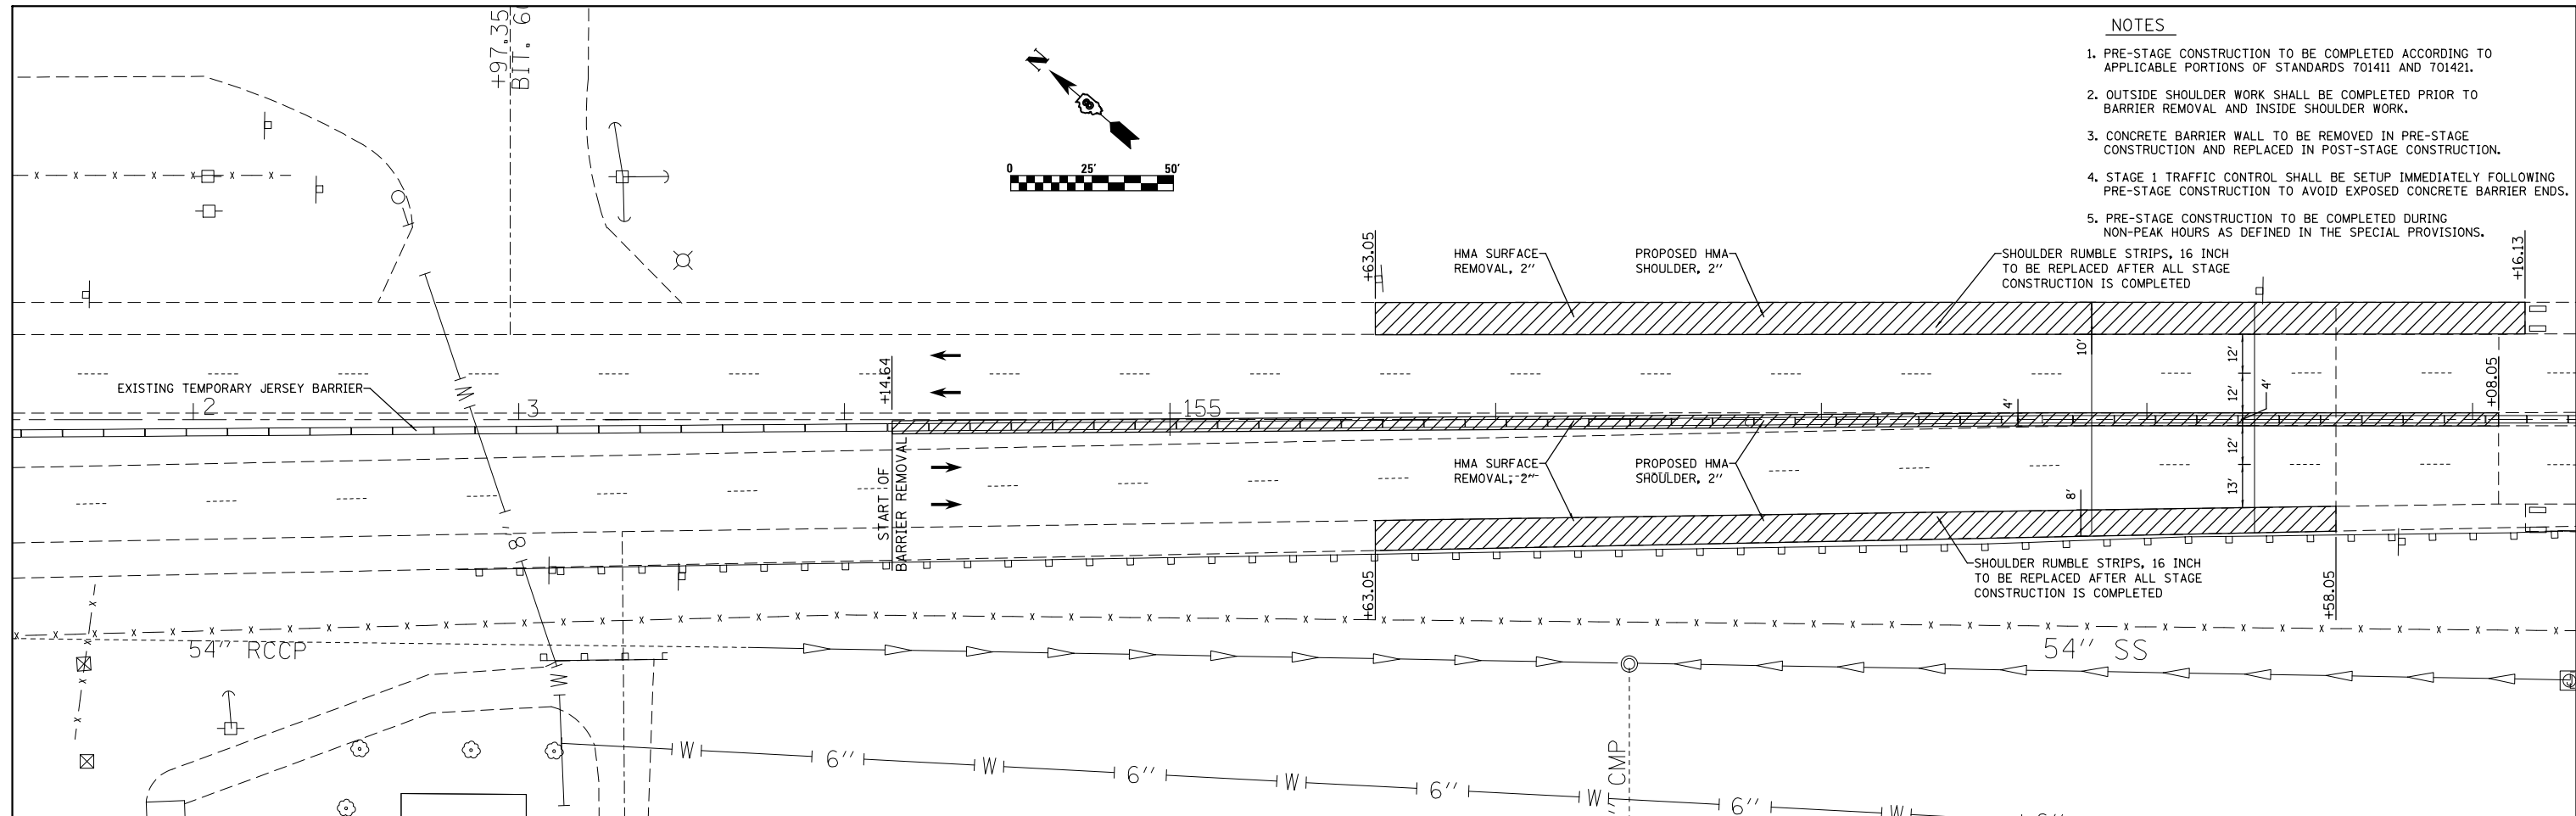 NOTES
1. PRE-STAGE CONSTRUCTION TO BE COMPLETED ACCORDING TO
APPLICABLE PORTIONS OF STANDARDS 701411 AND 701421.
2. OUTSIDE SHOULDER WORK SHALL BE COMPLETED PRIOR TO
BARRIER REMOVAL AND INSIDE SHOULDER WORK.
3. CONCRETE BARRIER WALL TO BE REMOVED IN PRE-STAGE
CONSTRUCTION AND REPLACED IN POST-STAGE CONSTRUCTION.
4. STAGE 1 TRAFFIC CONTROL SHALL BE SETUP IMMEDIATELY FOLLOWING
PRE-STAGE CONSTRUCTION TO AVOID EXPOSED CONCRETE BARRIER ENDS.
5. PRE-STAGE CONSTRUCTION TO BE COMPLETED DURING
NON-PEAK HOURS AS DEFINED IN THE SPECIAL PROVISIONS.
+97.35
BIT.
N
0 25' 50'
+63.05
HMA SURFACE
REMOVAL, 2"
PROPOSED HMA
SHOULDER, 2"
SHOULDER RUMBLE STRIPS, 16 INCH
TO BE REPLACED AFTER ALL STAGE
CONSTRUCTION IS COMPLETED
+16.13
10'
12'
12'
4'
4'
+08.05
+14.64
EXISTING TEMPORARY JERSEY BARRIER
W
2
3
155
START OF
BARRIER REMOVAL
HMA SURFACE
REMOVAL, 2"
PROPOSED HMA
SHOULDER, 2"
12'
13'
8'
8"
SHOULDER RUMBLE STRIPS, 16 INCH
TO BE REPLACED AFTER ALL STAGE
CONSTRUCTION IS COMPLETED
+63.05
+58.05
54" RCCP
54" SS
W
W 6" W 6" W 6" W 6" W
CMP